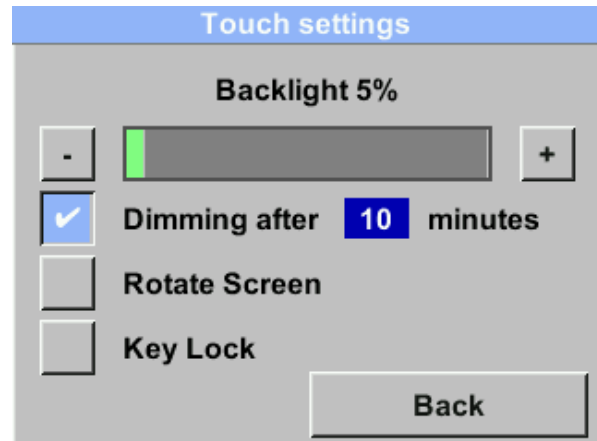 Touch settings
Backlight 5%
- +
Dimming after 10 minutes
Rotate Screen
Key Lock
Back